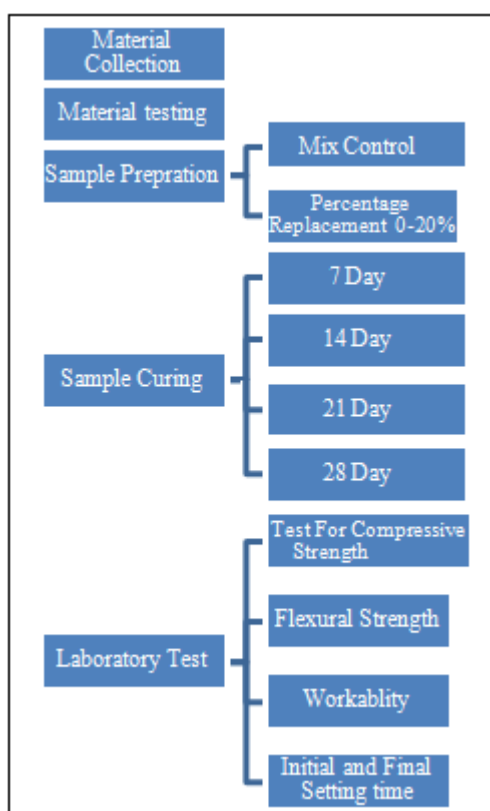 Material
Collection
Material testing
Sample Prepration
Mix Control
Percentage
Replacement 0-20%
Sample Curing
7 Day
14 Day
21 Day
28 Day
Laboratory Test
Test For Compressive
Strength
Flexural Strength
Workablity
Initial and Final
Setting time